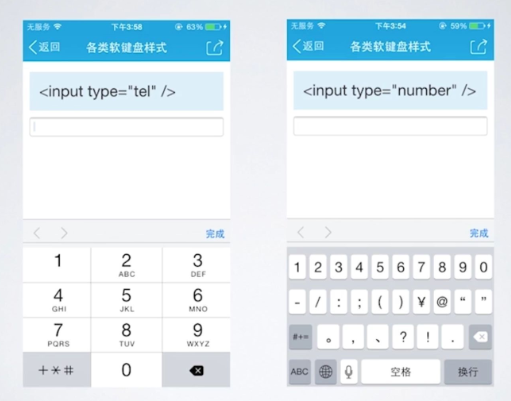 无服务 下午3:58 63%
返回 各类软键盘样式
<input type="tel" />
完成
1 2 3
ABC DEF
4 5 6
GHI JKL MNO
7 8 9
PQRS TUV WXYZ
+*# 0
无服务 下午3:54 59%
返回 各类软键盘样式
<input type="number" />
完成
1 2 3 4 5 6 7 8 9 0
- / : ; ( ) ¥ @ “ ”
#+= 。 , 、 ? ! .
ABC 空格 换行